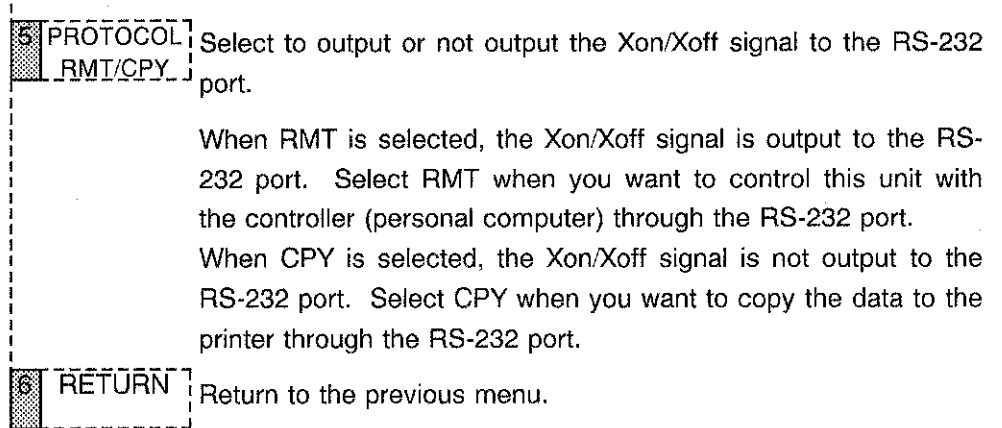 5 PROTOCOL RMT/CPY Select to output or not output the Xon/Xoff signal to the RS-232
port.
When RMT is selected, the Xon/Xoff signal is output to the RS-
232 port. Select RMT when you want to control this unit with
the controller (personal computer) through the RS-232 port.
When CPY is selected, the Xon/Xoff signal is not output to the
RS-232 port. Select CPY when you want to copy the data to the
printer through the RS-232 port.
6 RETURN Return to the previous menu.